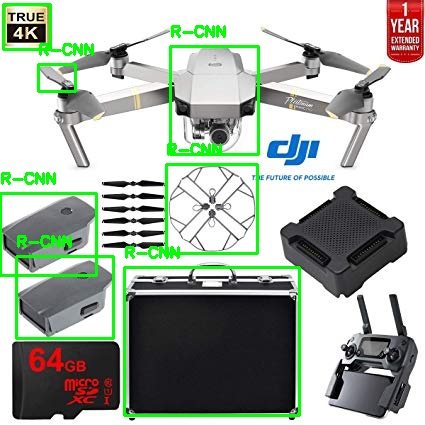 TRUE
4K
R-CNN
R-CNN
1
YEAR
EXTENDED
WARRANTY
R-CNN
Platinum
R-CNN
dji
THE FUTURE OF POSSIBLE
R-CNN
R-CNN
R-CNN
64GB
micro
SD
XC I